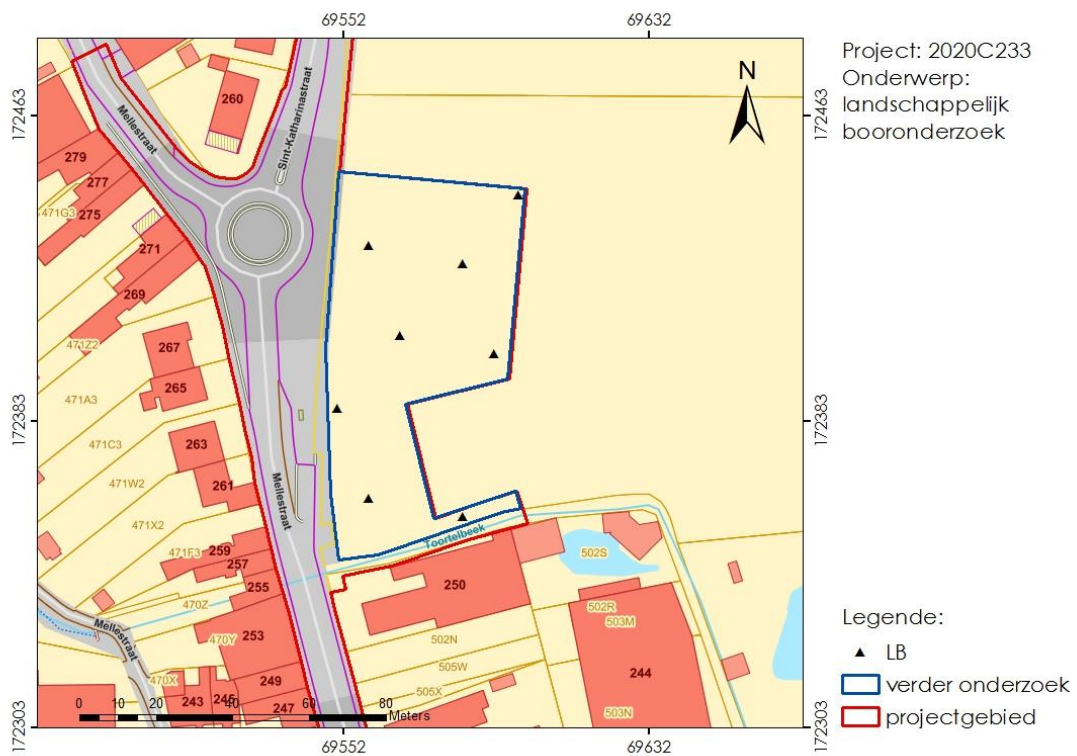 69552
69632
Project: 2020C233
Onderwerp:
landschappelijk
booronderzoek
N
172463
172463
Mellestraat
Sint-Katharinastraat
260
279
277
275
471G3
271
269
471Z2
267
265
471A3
172383
172383
263
471C3
261
471W2
Mellestraat
471X2
259
471F3
257
255
Toortelbeek
250
502S
470Z
253
470Y
Mellestraat
502N
502R
503M
505W
249
470X
243
245
247
505X
244
503N
0 10 20 40 60 80
Meters
Legende:
LB
verder onderzoek
projectgebied
172303
172303
69552
69632